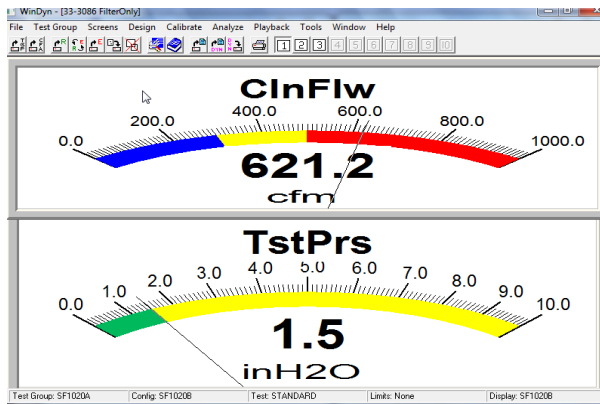 WinDyn - [33-3086 FilterOnly]
File Test Group Screens Design Calibrate Analyze Playback Tools Window Help
1 2 3 4 5 6 7 8 9 10
ClnFlw
0.0 200.0 400.0 600.0 800.0 1000.0
621.2
cfm
TstPrs
0.0 1.0 2.0 3.0 4.0 5.0 6.0 7.0 8.0 9.0 10.0
1.5
inH2O
Test Group: SF1020A Config: SF1020B Test: STANDARD Limits: None Display: SF1020B